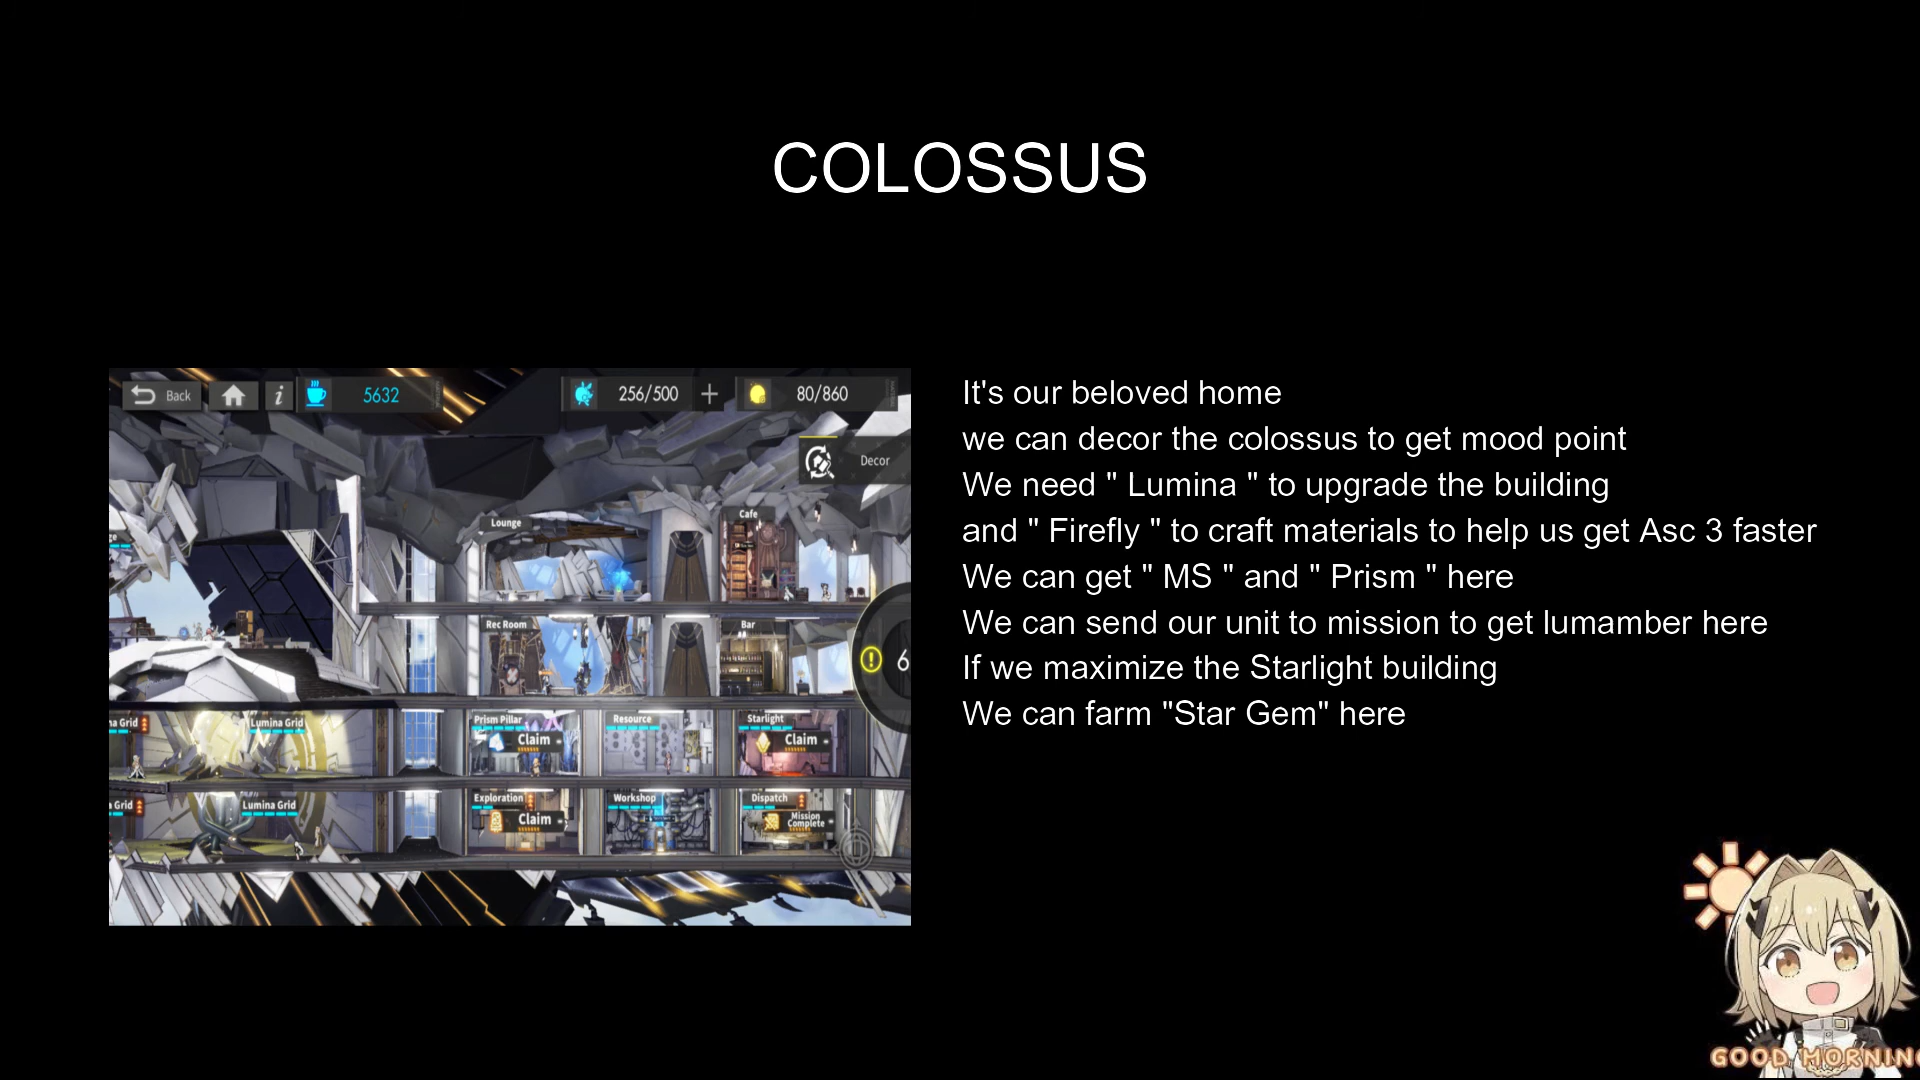 COLOSSUS
Back
i
5632
256/500
80/860
Decor
Lounge
Cafe
Rec Room
Bar
6
Lumina Grid
Prism Pillar
Claim
Resource
Starlight
Claim
Grid
Lumina Grid
Exploration
Claim
Workshop
Dispatch
Mission
Complete
It's our beloved home
we can decor the colossus to get mood point
We need " Lumina " to upgrade the building
and " Firefly " to craft materials to help us get Asc 3 faster
We can get " MS " and " Prism " here
We can send our unit to mission to get lumamber here
If we maximize the Starlight building
We can farm "Star Gem" here
GOOD MORNING